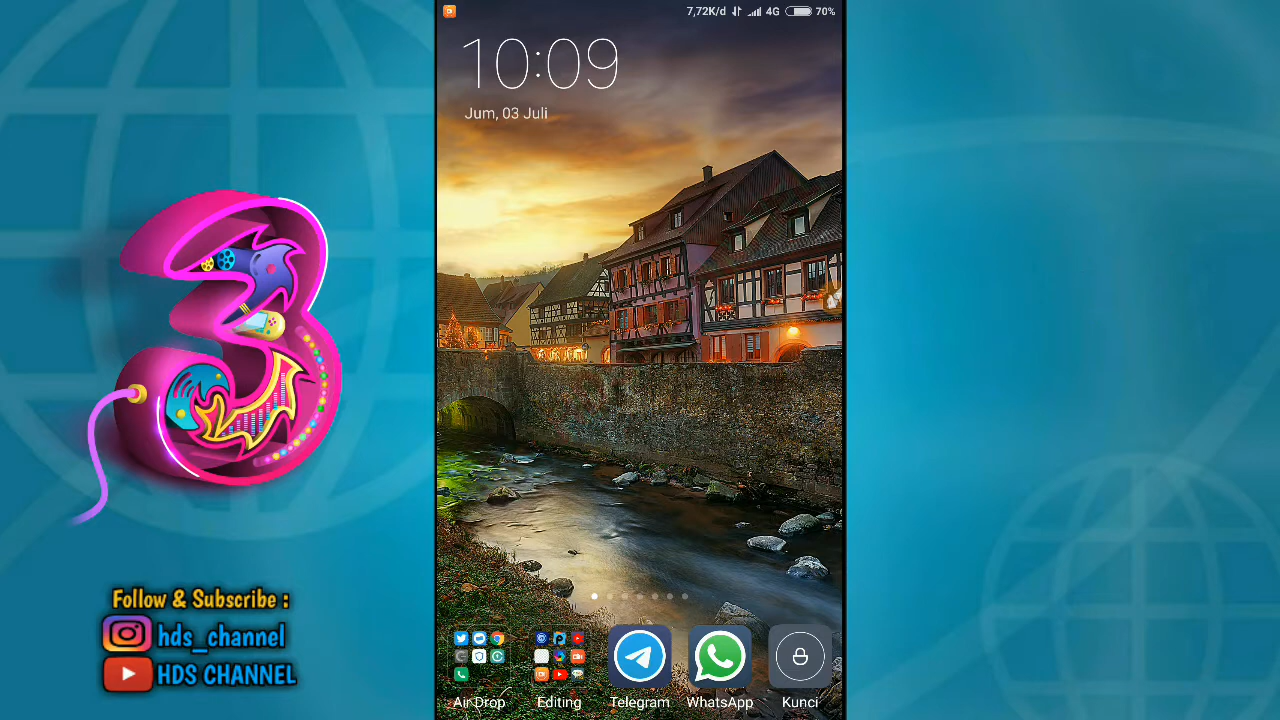 7,72K/d 4G 70%
10:09
Jum, 03 Juli
3
Follow & Subscribe :
hds_channel
HDS CHANNEL
Air Drop Editing Telegram WhatsApp Kunci